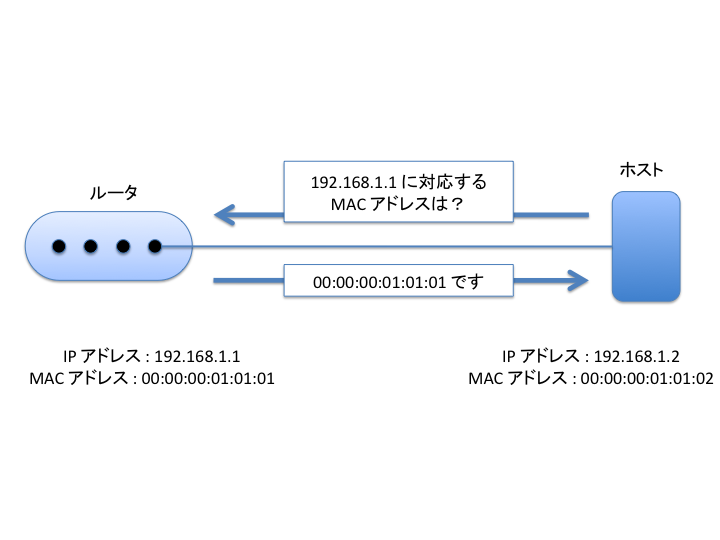 ホスト
ルータ
192.168.1.1 に対応する
MAC アドレスは？
00:00:00:01:01:01 です
IP アドレス : 192.168.1.1
MAC アドレス : 00:00:00:01:01:01
IP アドレス : 192.168.1.2
MAC アドレス : 00:00:00:01:01:02